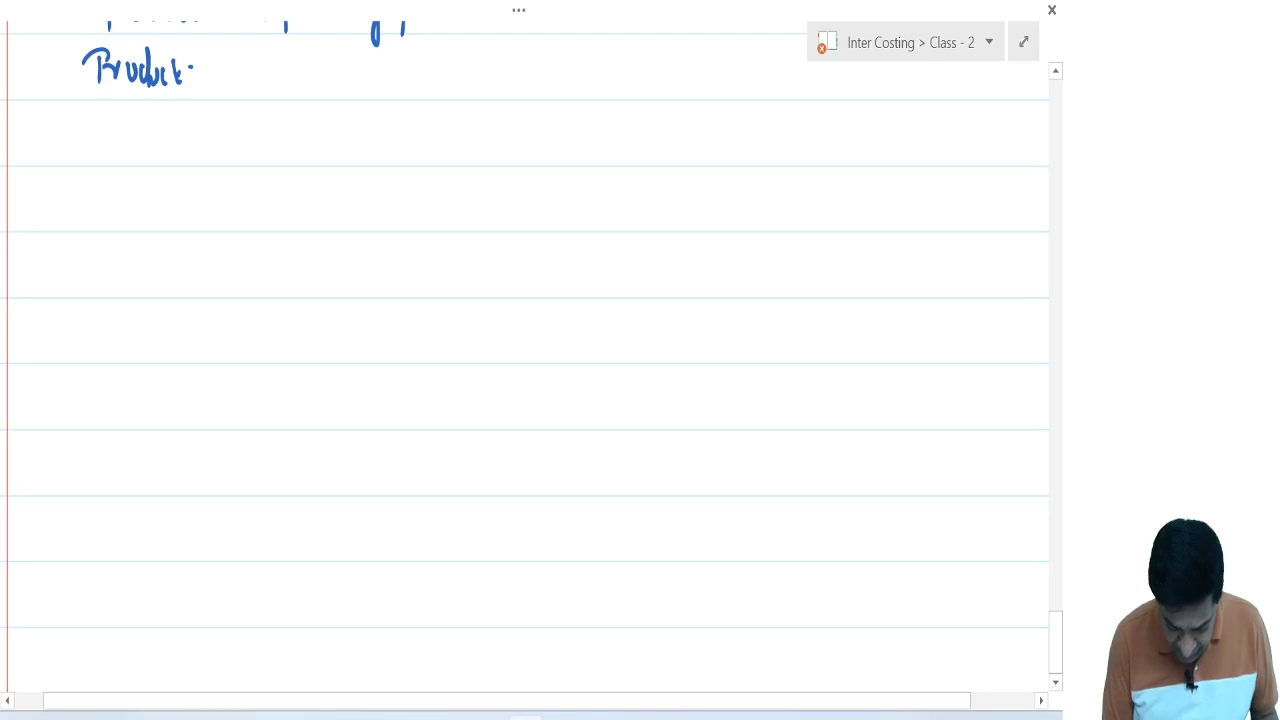 Inter Costing > Class - 2
Product.